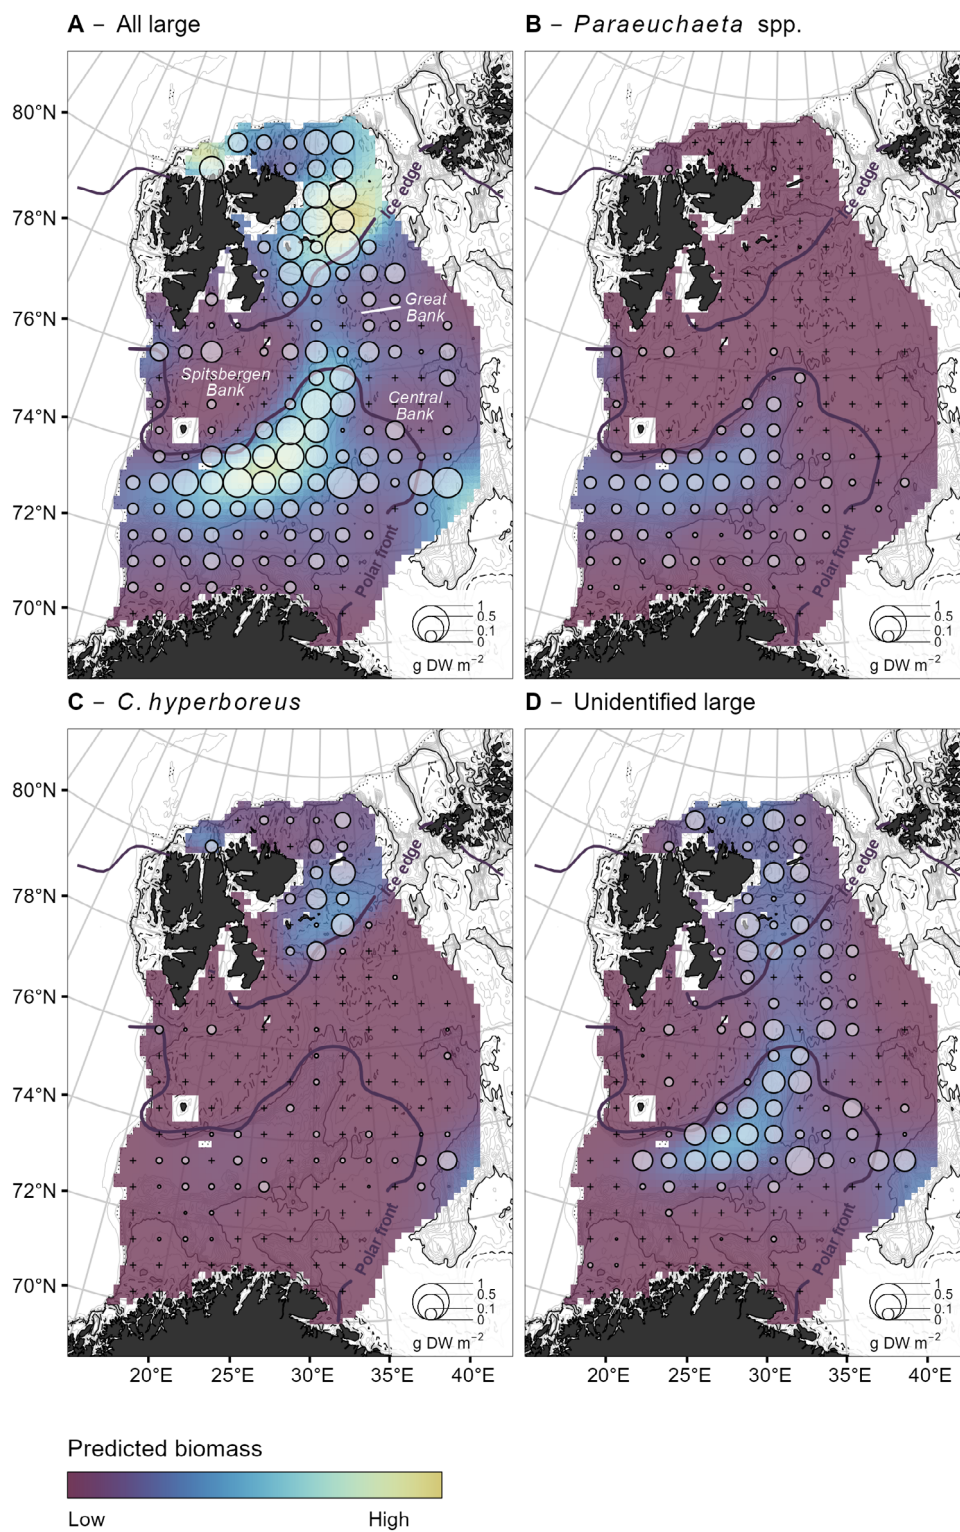 A – All large
B – Paraeuchaeta spp.
80°N
78°N
76°N
74°N
72°N
70°N
Ice edge
Great
Bank
Spitsbergen
Bank
Central
Bank
Polar front
1
0.5
0.1
0
g DW m−2
Ice edge
Polar front
1
0.5
0.1
0
g DW m−2
C – C. hyperboreus
D – Unidentified large
80°N
78°N
76°N
74°N
72°N
70°N
Ice edge
Polar front
1
0.5
0.1
0
g DW m−2
Ice edge
Polar front
1
0.5
0.1
0
g DW m−2
20°E 25°E 30°E 35°E 40°E
20°E 25°E 30°E 35°E 40°E
Predicted biomass
Low High